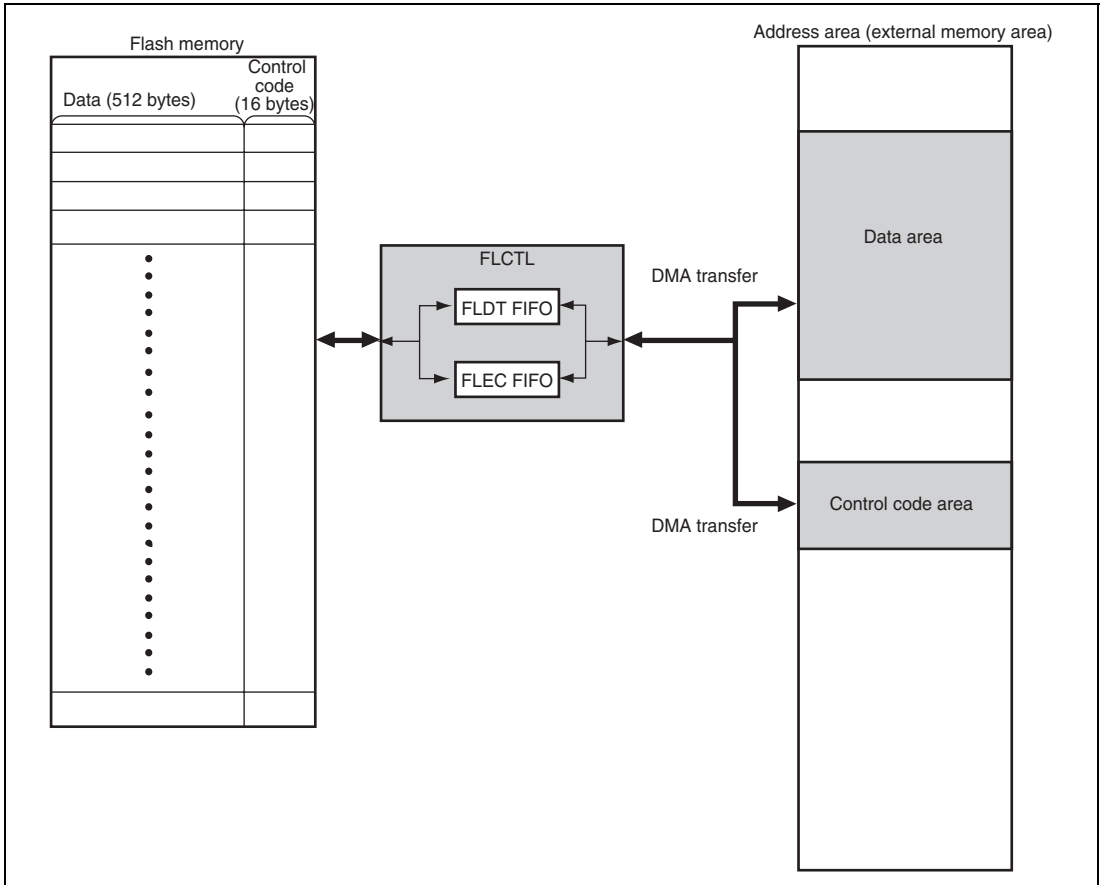 Flash memory
Data (512 bytes)
Control
code
(16 bytes)
FLCTL
FLDT FIFO
FLEC FIFO
DMA transfer
DMA transfer
Address area (external memory area)
Data area
Control code area